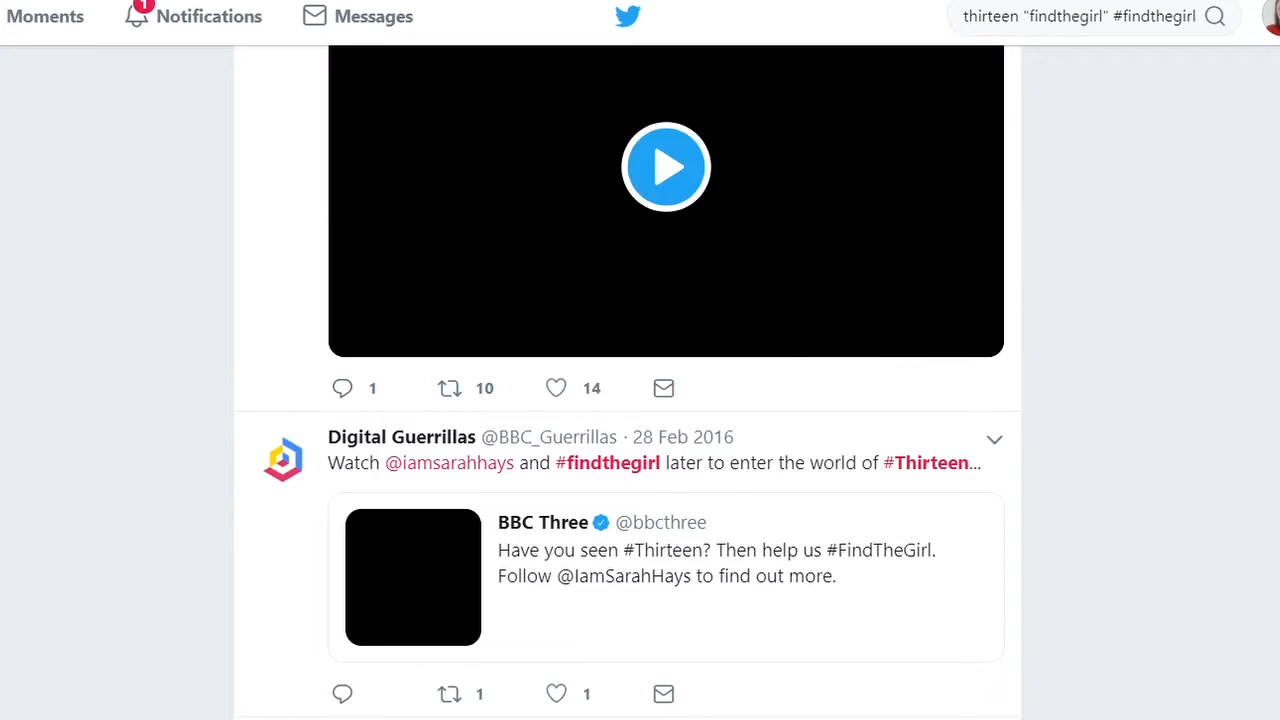 Moments 1 Notifications Messages thirteen "findthegirl" #findthegirl
1 10 14
Digital Guerrillas @BBC_Guerrillas · 28 Feb 2016
Watch @iamsarahhays and #findthegirl later to enter the world of #Thirteen...
BBC Three @bbcthree
Have you seen #Thirteen? Then help us #FindTheGirl.
Follow @IamSarahHays to find out more.
1 1